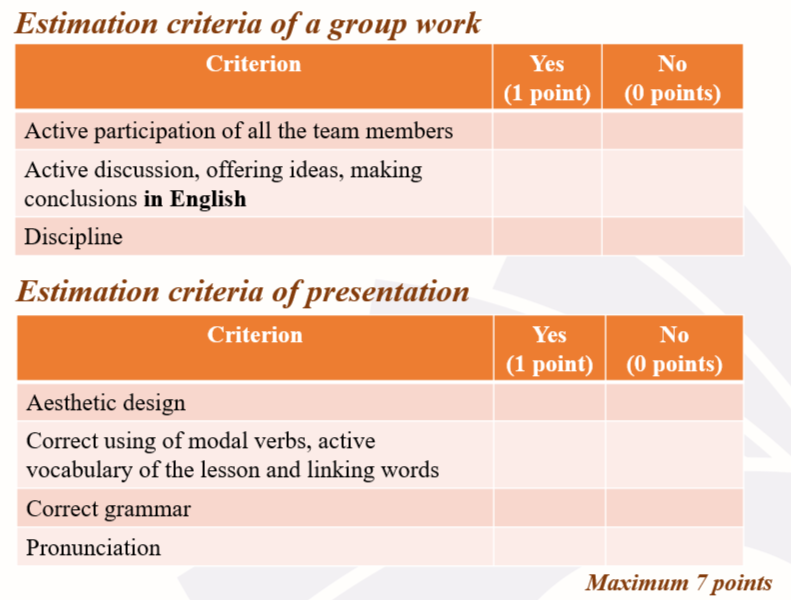 Estimation criteria of a group work
Criterion Yes No
(1 point) (0 points)
Active participation of all the team members
Active discussion, offering ideas, making
conclusions in English
Discipline
Estimation criteria of presentation
Criterion Yes No
(1 point) (0 points)
Aesthetic design
Correct using of modal verbs, active
vocabulary of the lesson and linking words
Correct grammar
Pronunciation
Maximum 7 points